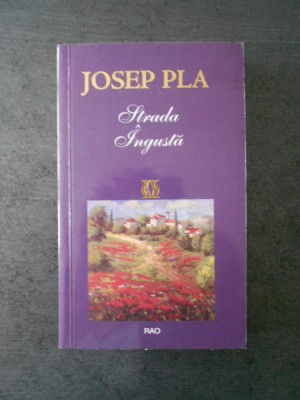 JOSEP PLA
Strada
Îngustă
RAO